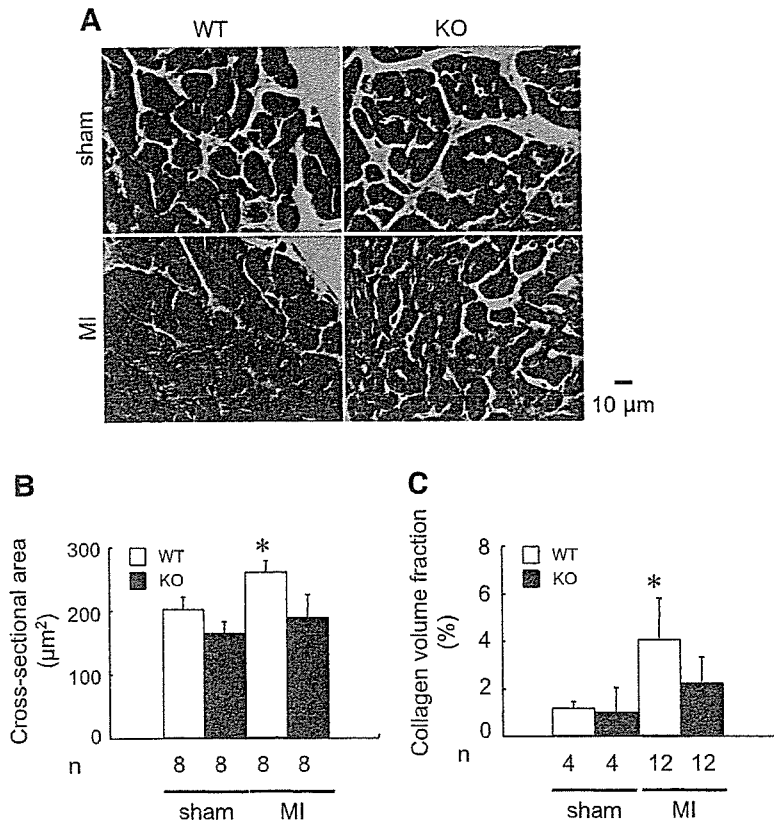 A
WT KO
sham
MI
10 µm
B
Cross-sectional area
(µm²)
300
200
100
0
WT
KO
*
n 8 8 8 8
sham MI
C
Collagen volume fraction
(%)
8
6
4
2
0
WT
KO
*
n 4 4 12 12
sham MI